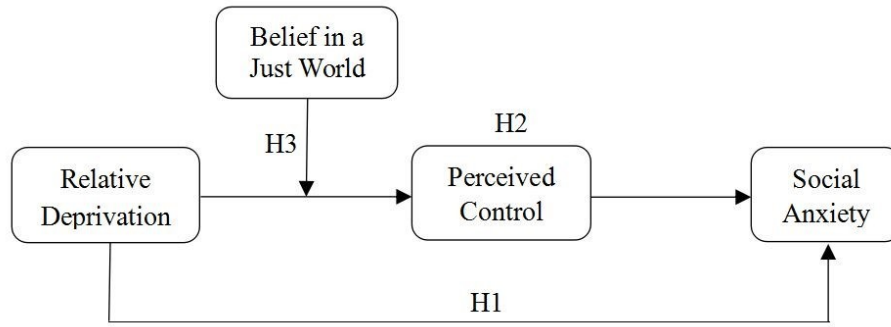 Belief in a
Just World
H3
H2
Relative
Deprivation
Perceived
Control
Social
Anxiety
H1